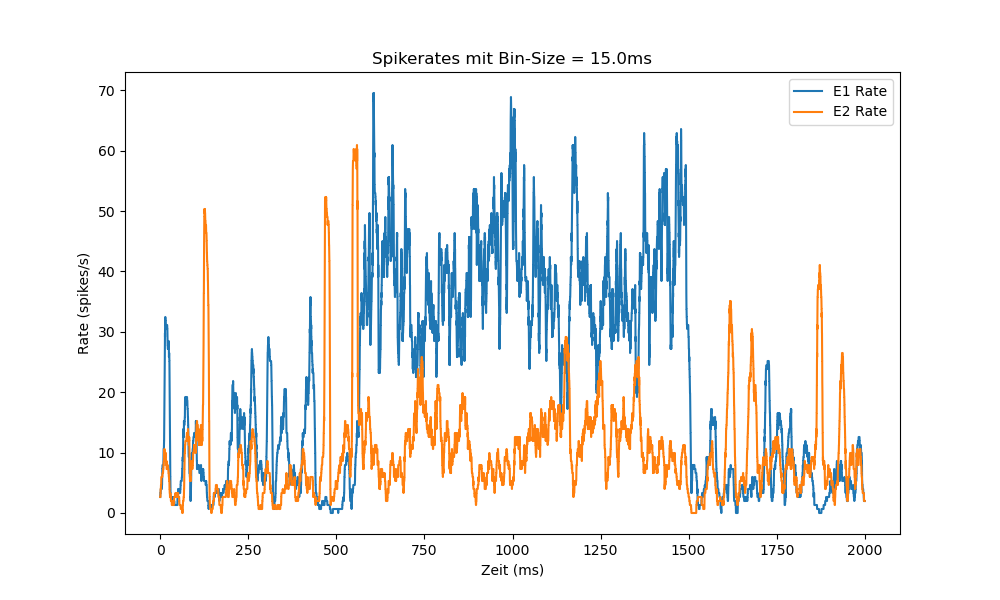 Spikerates mit Bin-Size = 15.0ms
E1 Rate
E2 Rate
70
60
50
40
30
20
10
0
Rate (spikes/s)
0 250 500 750 1000 1250 1500 1750 2000
Zeit (ms)